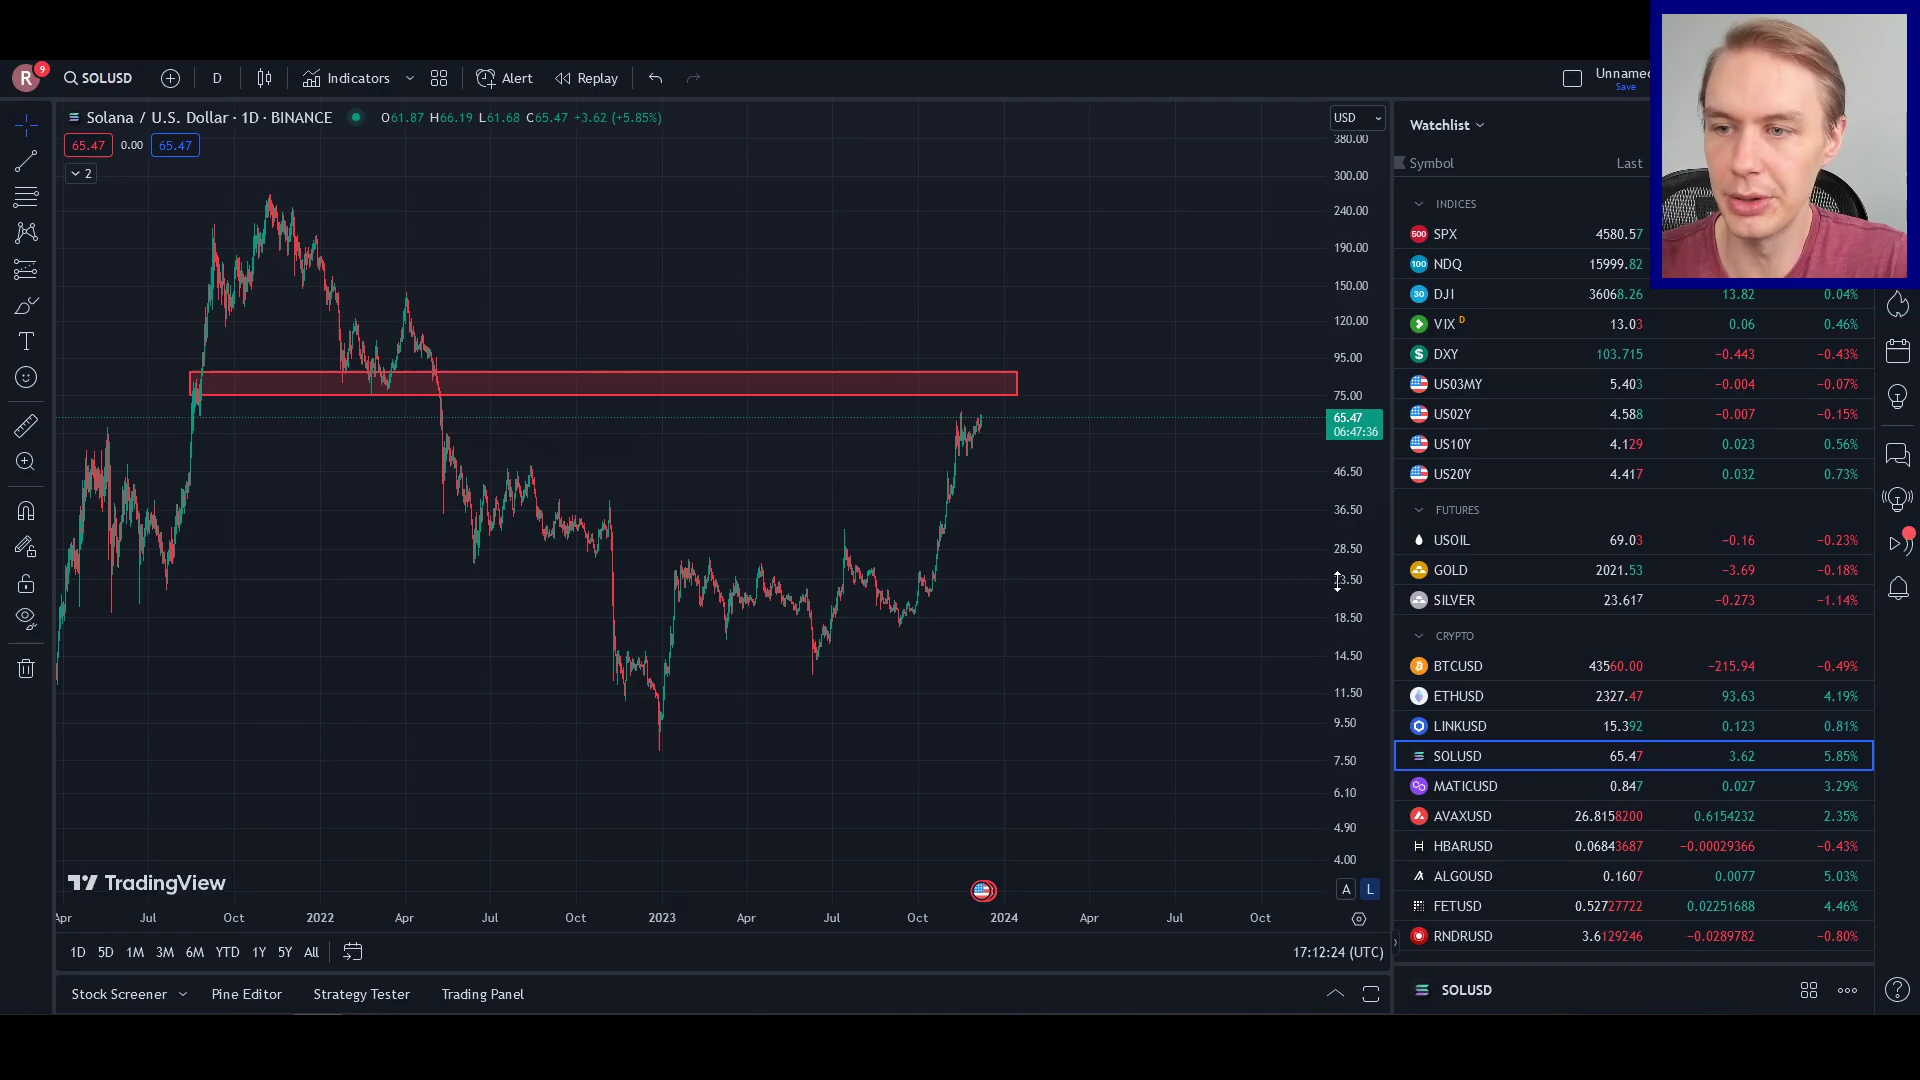 R 9 SOLUSD D Indicators Alert Replay Unnamed
Save
Solana / U.S. Dollar · 1D · BINANCE O61.87 H66.19 L61.68 C65.47 +3.62 (+5.85%)
65.47 0.00 65.47
2
USD
380.00
300.00
240.00
190.00
150.00
120.00
95.00
75.00
65.47
06:47:36
46.50
36.50
28.50
18.50
14.50
11.50
9.50
7.50
6.10
4.90
4.00
A L
TradingView
Apr Jul Oct 2022 Apr Jul Oct 2023 Apr Jul Oct 2024 Apr Jul Oct
1D 5D 1M 3M 6M YTD 1Y 5Y All 17:12:24 (UTC)
Stock Screener Pine Editor Strategy Tester Trading Panel
Watchlist
Symbol Last
INDICES
500 SPX 4580.57
100 NDQ 15999.82
30 DJI 36068.26 13.82 0.04%
VIX D 13.03 0.06 0.46%
$ DXY 103.715 −0.443 −0.43%
US03MY 5.403 −0.004 −0.07%
US02Y 4.588 −0.007 −0.15%
US10Y 4.129 0.023 0.56%
US20Y 4.417 0.032 0.73%
FUTURES
USOIL 69.03 −0.16 −0.23%
GOLD 2021.53 −3.69 −0.18%
SILVER 23.617 −0.273 −1.14%
CRYPTO
BTCUSD 43560.00 −215.94 −0.49%
ETHUSD 2327.47 93.63 4.19%
LINKUSD 15.392 0.123 0.81%
SOLUSD 65.47 3.62 5.85%
MATICUSD 0.847 0.027 3.29%
AVAXUSD 26.8158200 0.6154232 2.35%
HBARUSD 0.06843687 −0.00029366 −0.43%
ALGOUSD 0.1607 0.0077 5.03%
FETUSD 0.52727722 0.02251688 4.46%
RNDRUSD 3.6129246 −0.0289782 −0.80%
SOLUSD